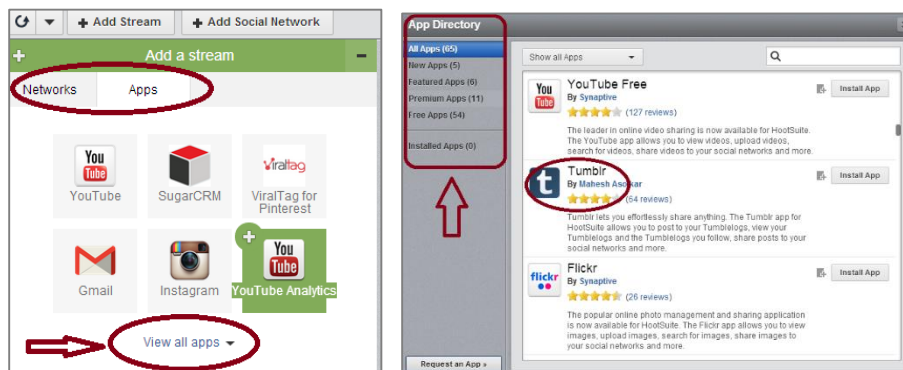 Add Stream
Add Social Network
Add a stream
Networks
Apps
You
Tube
YouTube
SugarCRM
Viraltag
ViralTag for
Pinterest
Gmail
Instagram
You
Tube
YouTube Analytics
View all apps
App Directory
All Apps (65)
New Apps (5)
Featured Apps (6)
Premium Apps (11)
Free Apps (54)
Installed Apps (0)
Request an App »
Show all Apps
You
Tube
YouTube Free
By Synaptive
(127 reviews)
Install App
The leader in online video sharing is now available for HootSuite.
The YouTube app allows you to view videos, upload videos,
search for videos, share videos to your social networks and more.
t
Tumblr
By Mahesh Asolkar
(64 reviews)
Install App
Tumblr lets you effortlessly share anything. The Tumblr app for
HootSuite allows you to post to your Tumblelogs, view your
Tumblelogs and the Tumblelogs you follow, share posts to your
social networks and more.
flickr
Flickr
By Synaptive
(26 reviews)
Install App
The popular online photo management and sharing application
is now available for HootSuite. The Flickr app allows you to view
images, upload images, search for images, share images to
your social networks and more.